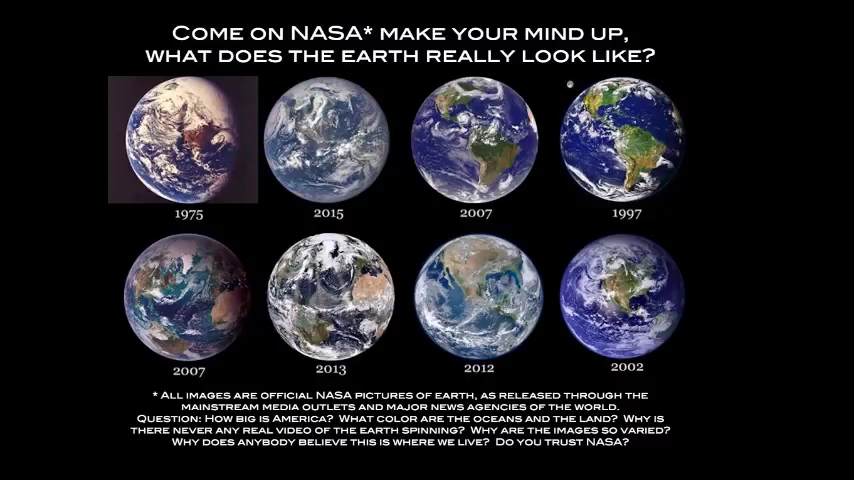 Come on NASA* make your mind up,
what does the earth really look like?
1975
2015
2007
1997
2007
2013
2012
2002
* All images are official NASA pictures of earth, as released through the
mainstream media outlets and major news agencies of the world.
Question: How big is America? What color are the oceans and the land? Why is
there never any real video of the earth spinning? Why are the images so varied?
Why does anybody believe this is where we live? Do you trust NASA?